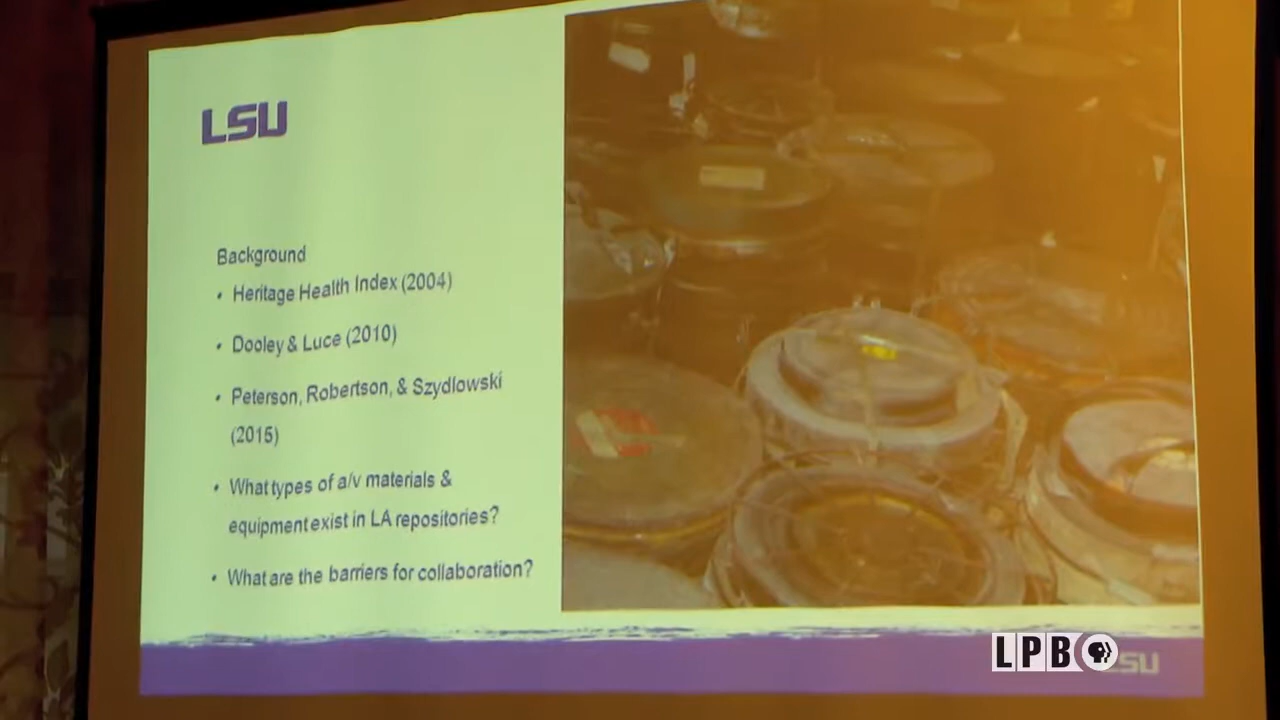 LSU
Background
• Heritage Health Index (2004)
• Dooley & Luce (2010)
• Peterson, Robertson, & Szydlowski
(2015)
• What types of a/v materials &
equipment exist in LA repositories?
• What are the barriers for collaboration?
LPB
LSU